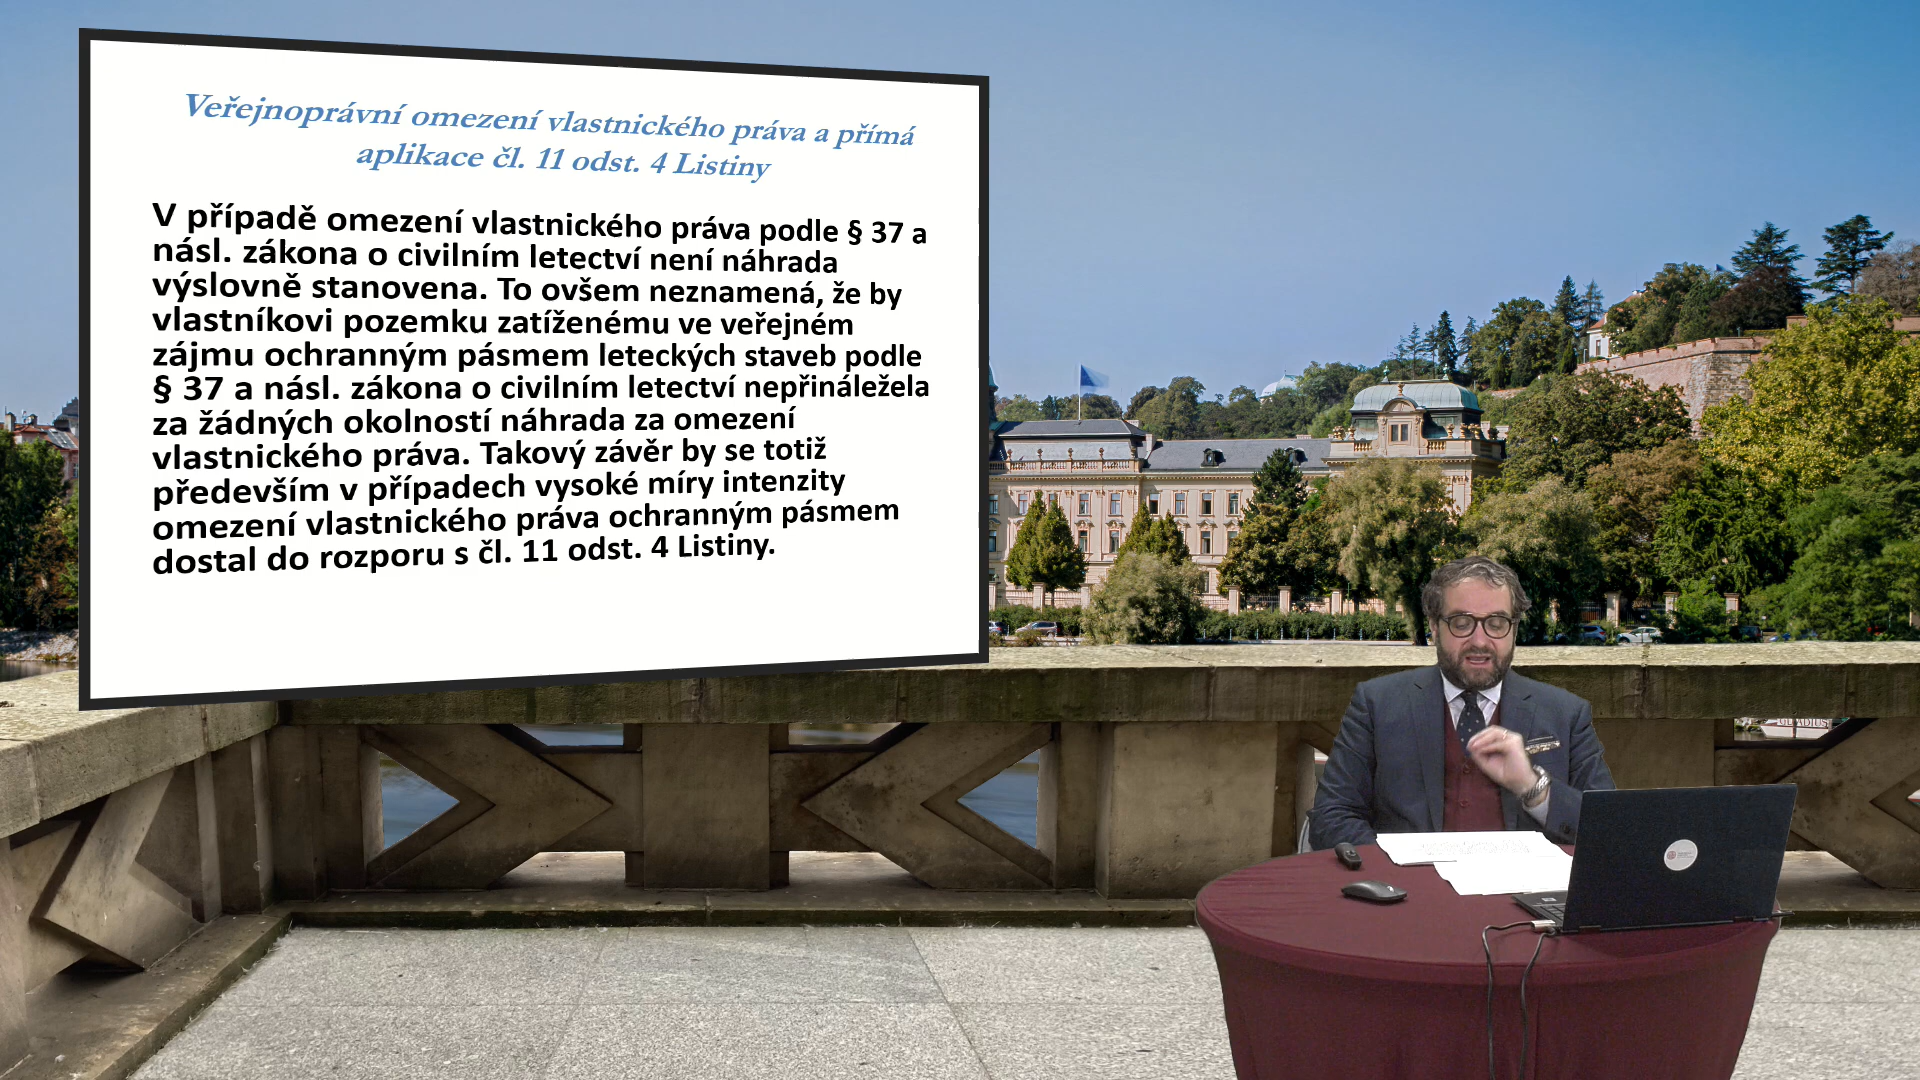 Veřejnoprávní omezení vlastnického práva a přímá
aplikace čl. 11 odst. 4 Listiny
V případě omezení vlastnického práva podle § 37 a
násl. zákona o civilním letectví není náhrada
výslovně stanovena. To ovšem neznamená, že by
vlastníkovi pozemku zatíženému ve veřejném
zájmu ochranným pásmem leteckých staveb podle
§ 37 a násl. zákona o civilním letectví nepřináležela
za žádných okolností náhrada za omezení
vlastnického práva. Takový závěr by se totiž
především v případech vysoké míry intenzity
omezení vlastnického práva ochranným pásmem
dostal do rozporu s čl. 11 odst. 4 Listiny.
GLADIUS